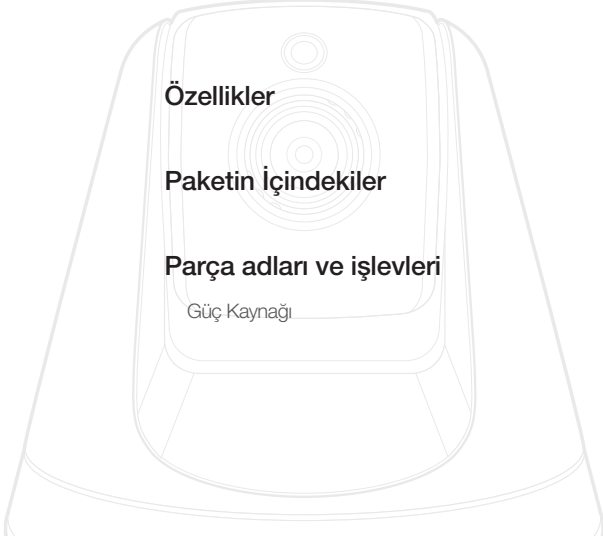 Özellikler
Paketin İçindekiler
Parça adları ve işlevleri
Güç Kaynağı